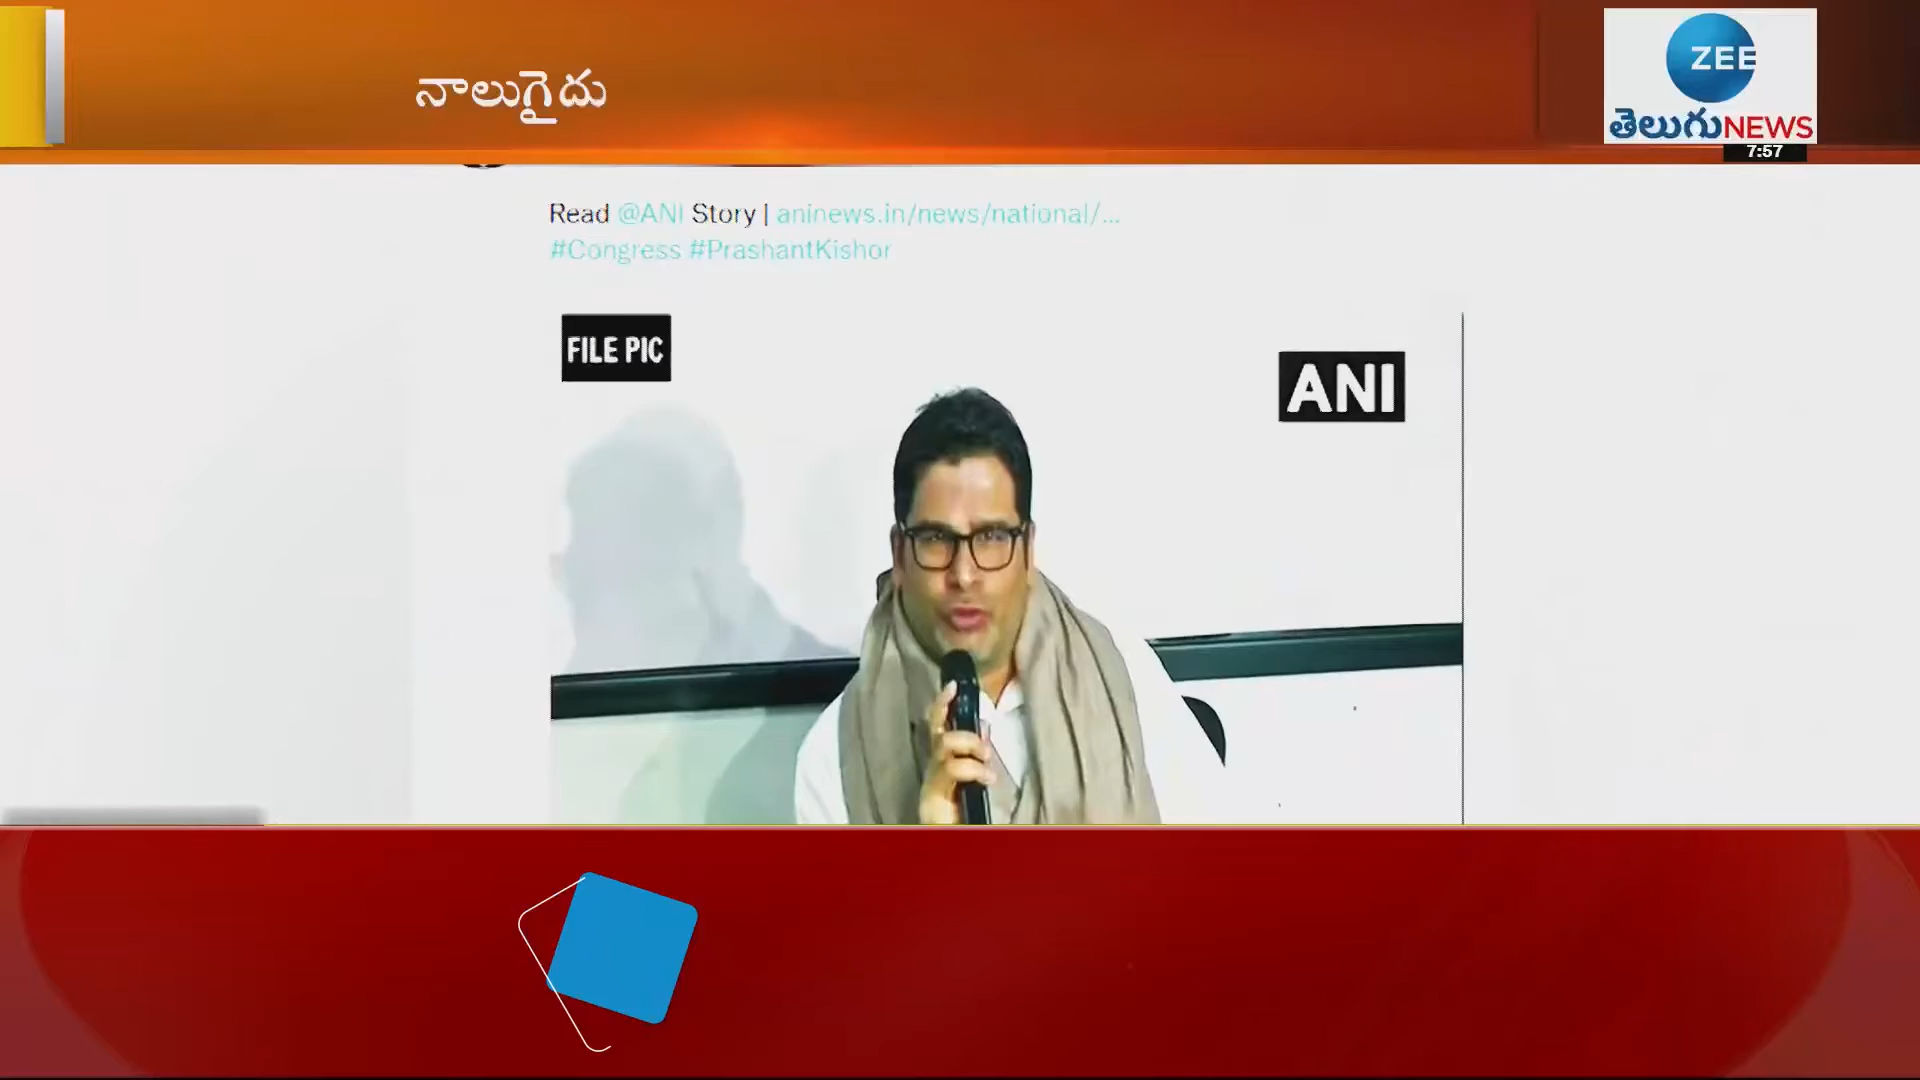 నాలుగైదు
ZEE
తెలుగుNEWS
7:57
Read @ANI Story | aninews.in/news/national/...
#Congress #PrashantKishor
FILE PIC
ANI